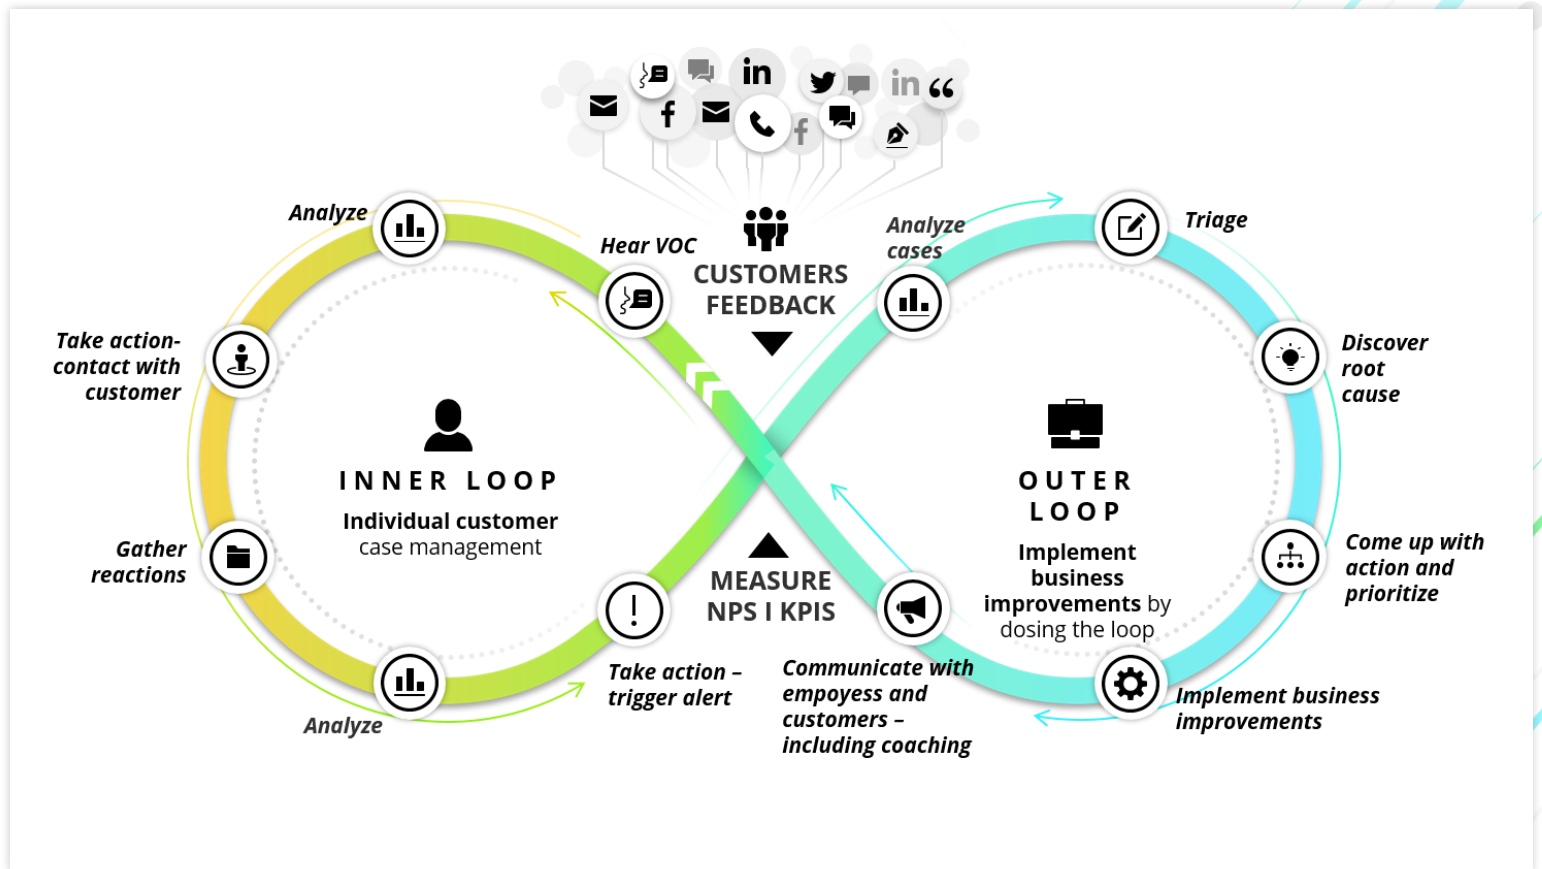 Analyze
Hear VOC
CUSTOMERS
FEEDBACK
Analyze
cases
Triage
Take action-
contact with
customer
Discover
root
cause
INNER LOOP
Individual customer
case management
OUTER
LOOP
Implement
business
improvements by
dosing the loop
Gather
reactions
Come up with
action and
prioritize
MEASURE
NPS I KPIS
Analyze
Take action –
trigger alert
Communicate with
empoyess and
customers –
including coaching
Implement business
improvements
in
in
f
f